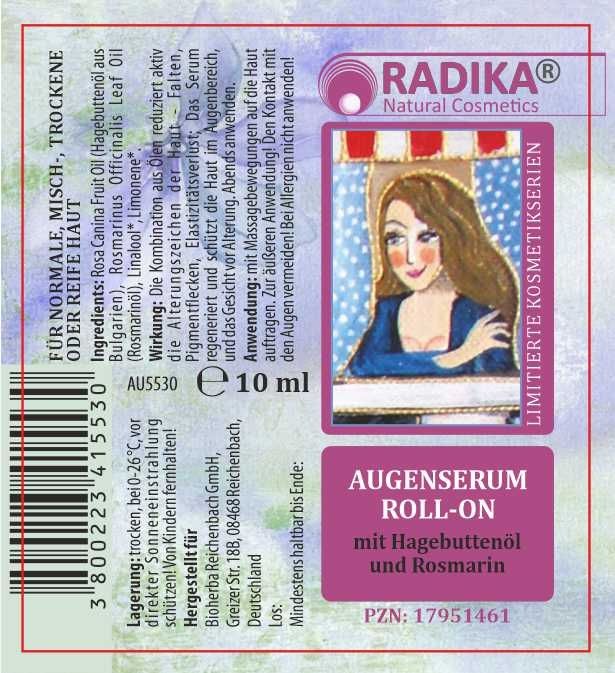 FÜR NORMALE, MISCH-, TROCKENE
ODER REIFE HAUT
Ingredients: Rosa Canina Fruit Oil (Hagebuttenöl aus
Bulgarien), Rosmarinus Officinalis Leaf Oil
(Rosmarinöl), Linalool*, Limonene*.
Wirkung: Die Kombination aus Ölen reduziert aktiv
die Alterungszeichen der Haut - Falten,
Pigmentflecken, Elastizitätsverlust; Das Serum
regeneriert und schützt die Haut im Augenbereich,
und das Gesicht vor Alterung. Abends anwenden.
Anwendung: mit Massagebewegungen auf die Haut
auftragen. Zur äußeren Anwendung! Den Kontakt mit
den Augen vermeiden! Bei Allergien nicht anwenden!
AU5530 ℮ 10 ml
3 800223 415530
Lagerung: trocken, bei 0-26°C, vor
direkter Sonneneinstrahlung
schützen! Von Kindern fernhalten!
Hergestellt für
Bioherba Reichenbach GmbH,
Greizer Str. 18B, 08468 Reichenbach,
Deutschland
Los:
Mindestens haltbar bis Ende:
RADIKA®
Natural Cosmetics
LIMITIERTE KOSMETIKSERIEN
AUGENSERUM
ROLL-ON
mit Hagebuttenöl
und Rosmarin
PZN: 17951461